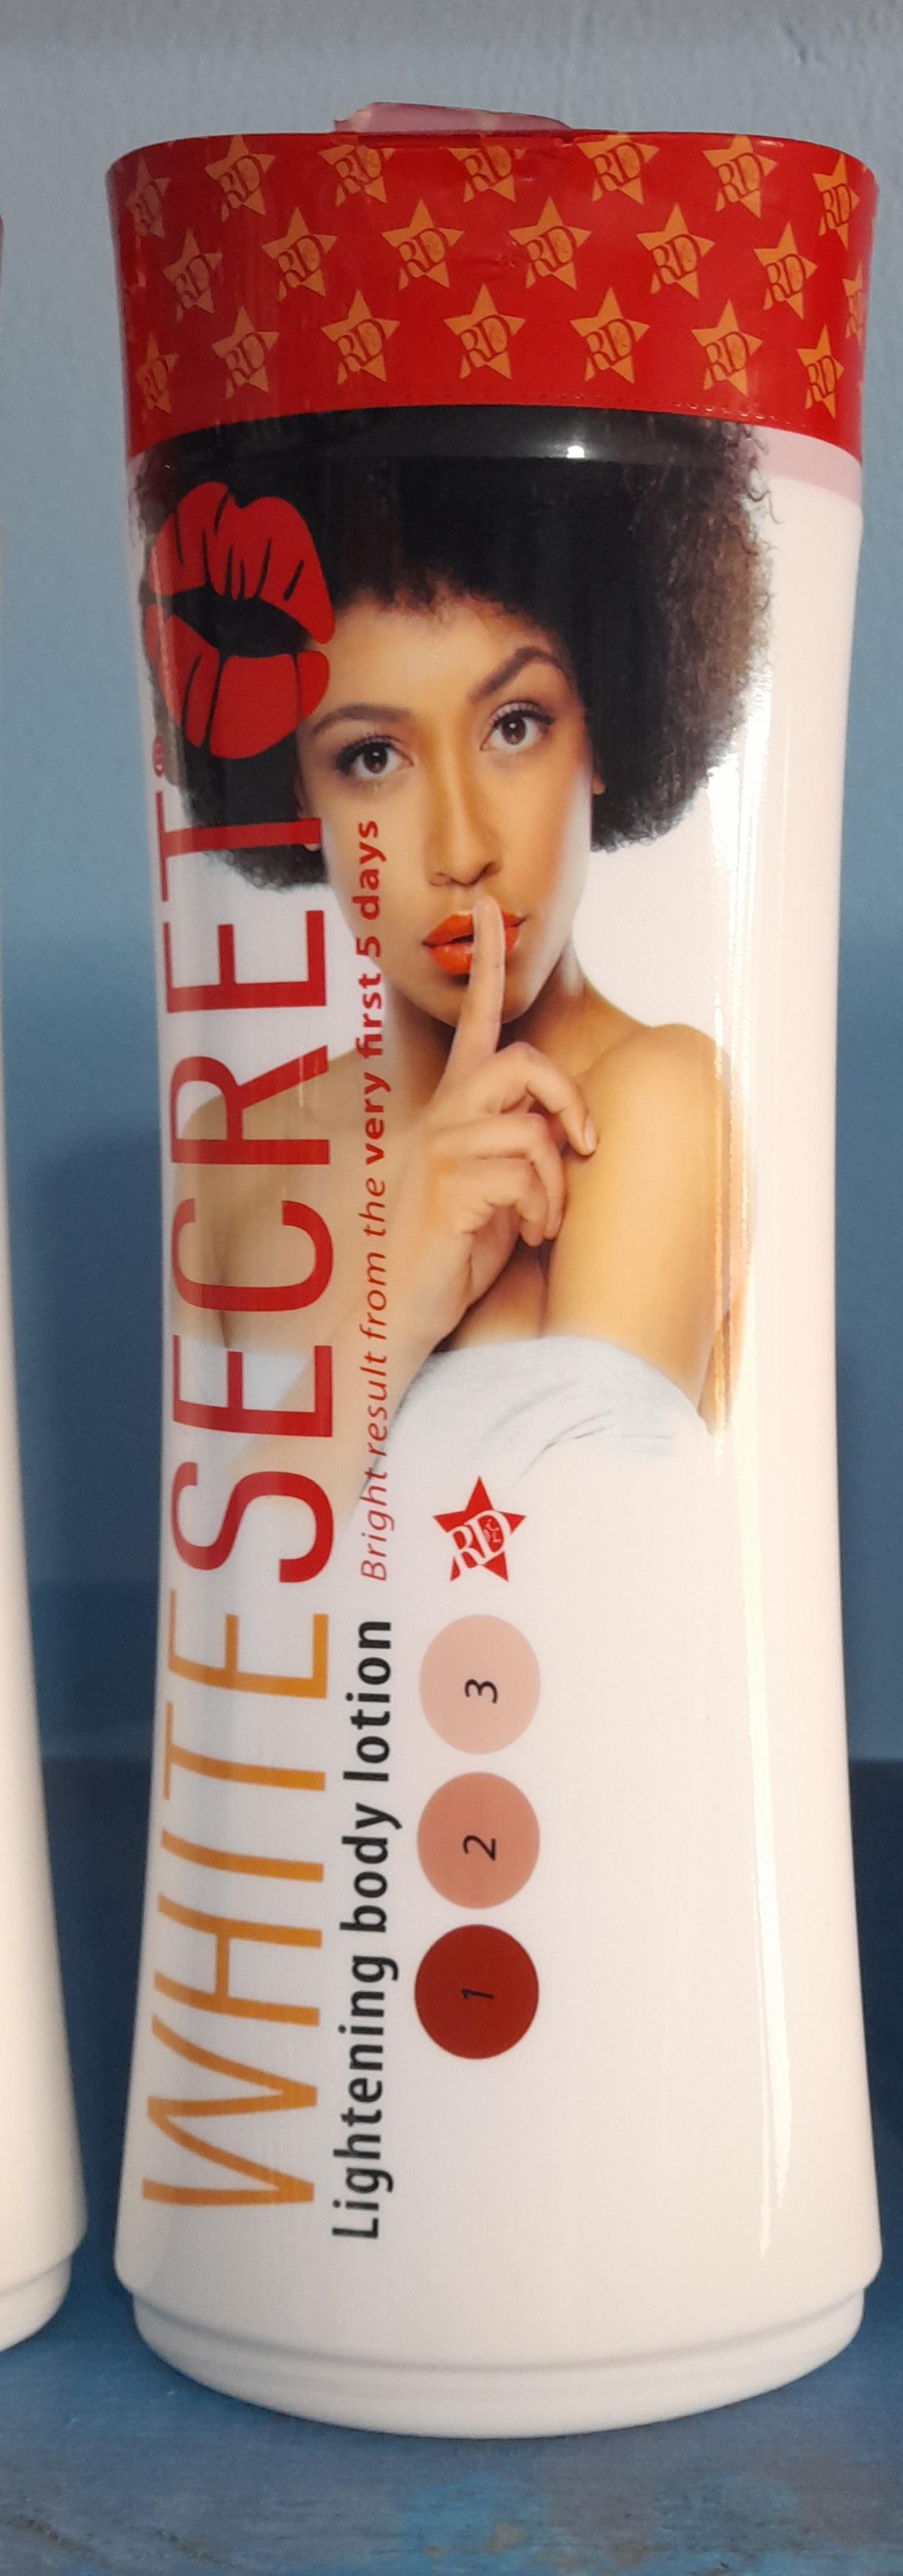 WHITE SECRET®
Lightening body lotion Bright result from the very first 5 days
1 2 3 RD